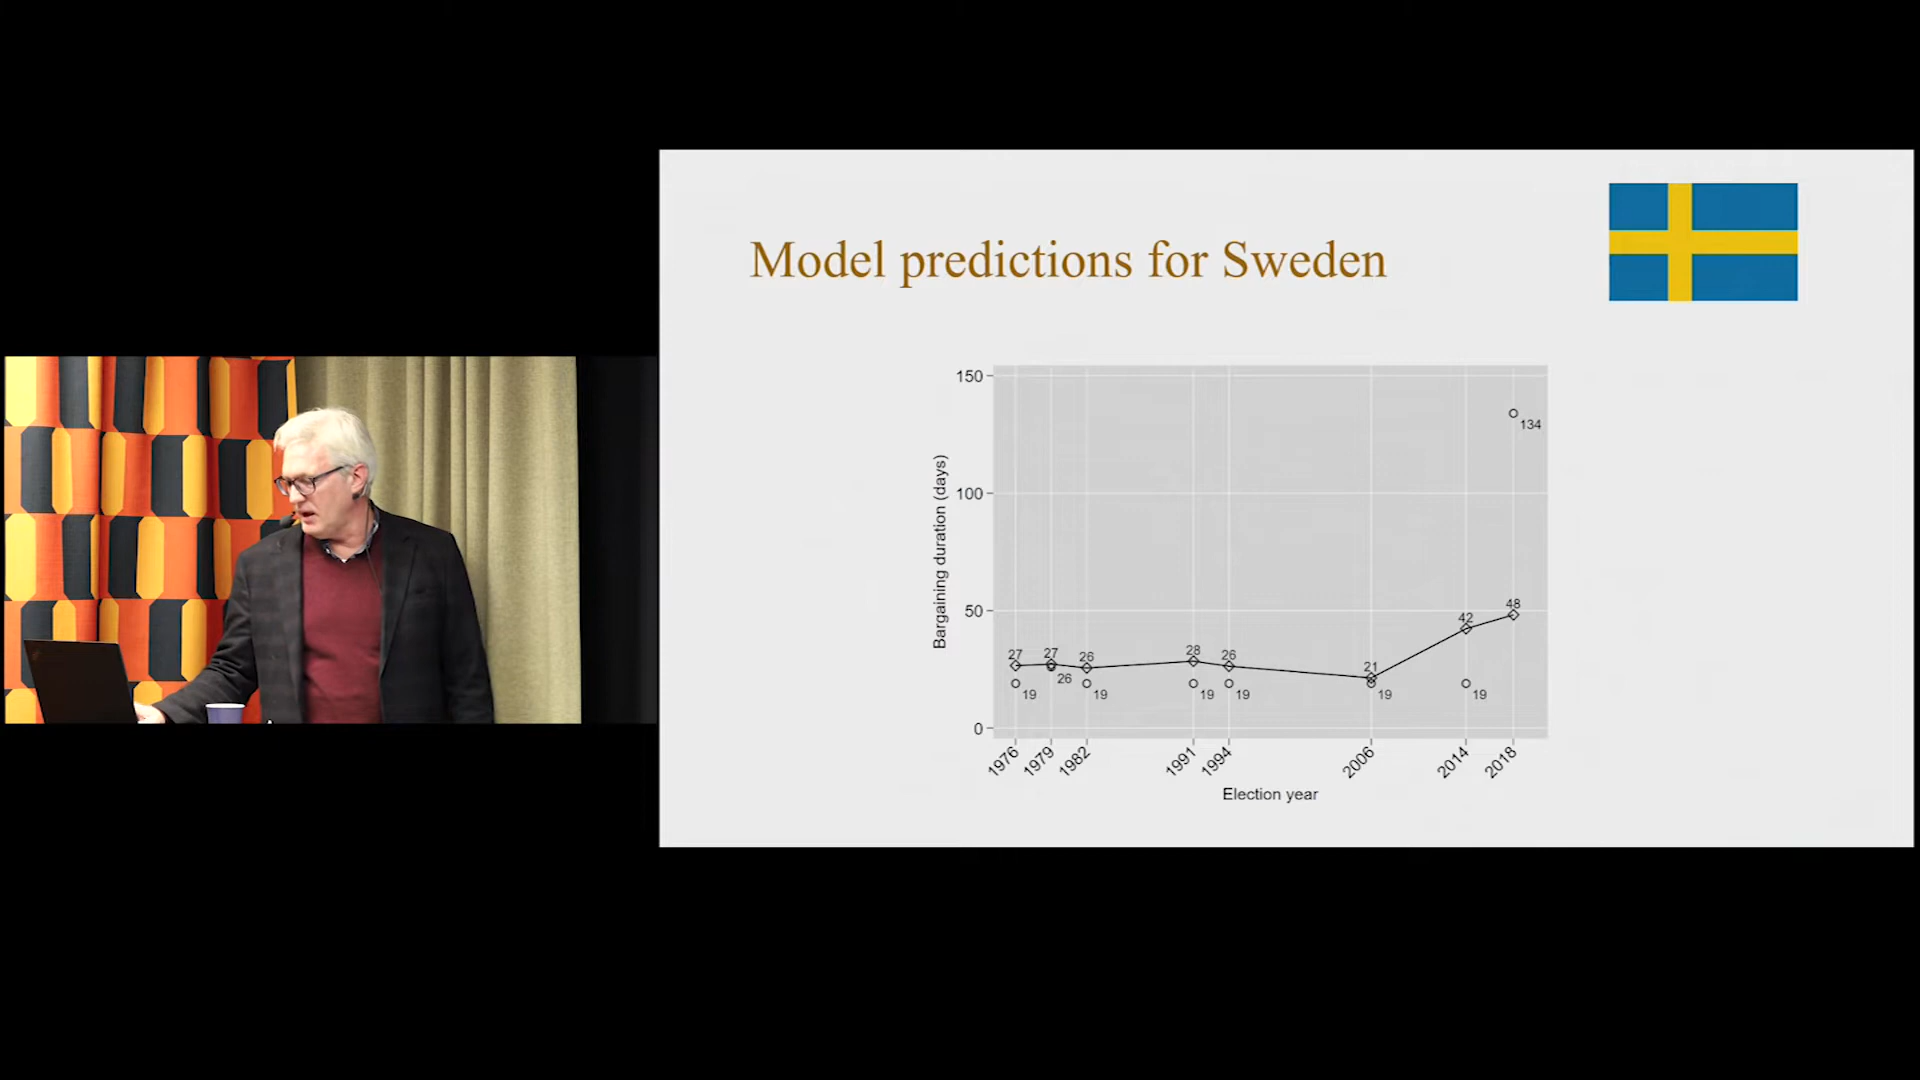 Model predictions for Sweden
150
134
100
Bargaining duration (days)
50
48
42
27 27 26 28 26 21
26
19 19 19 19 19 19
0
1976 1979 1982 1991 1994 2006 2014 2018
Election year